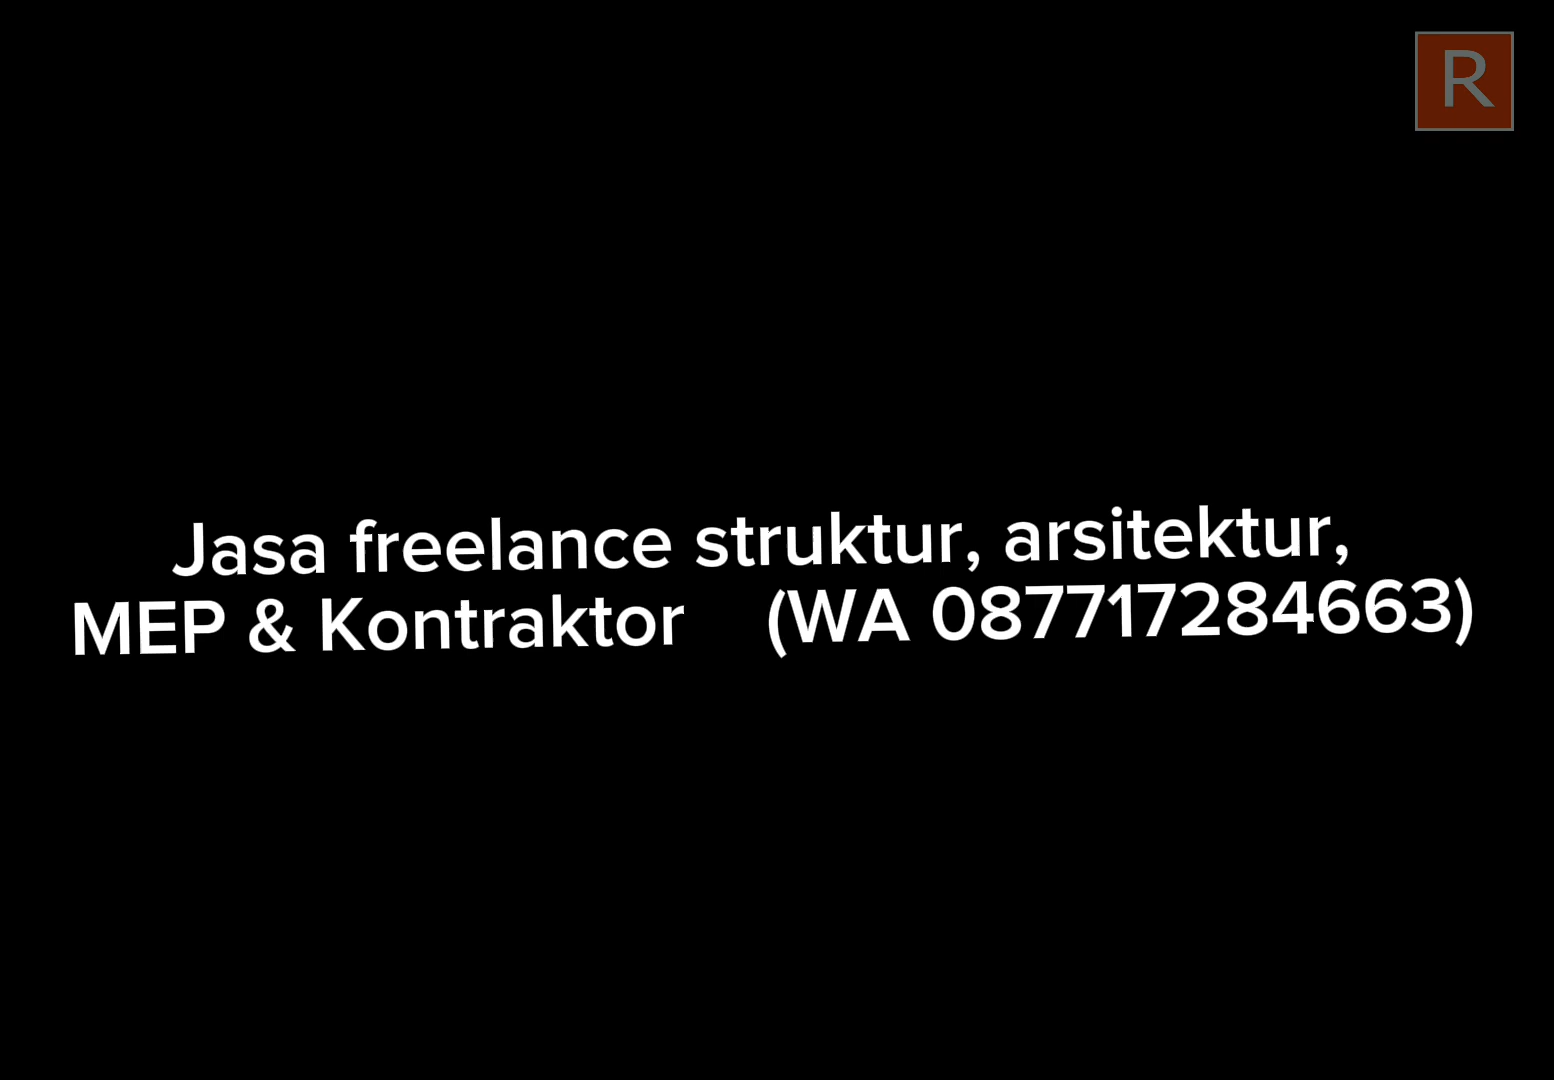 R
Jasa freelance struktur, arsitektur,
MEP & Kontraktor (WA 087717284663)